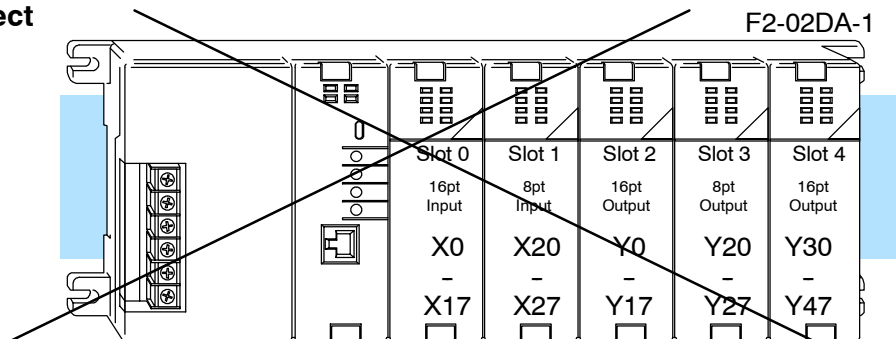 ect
F2-02DA-1
Slot 0 Slot 1 Slot 2 Slot 3 Slot 4
16pt 8pt 16pt 8pt 16pt
Input Input Output Output Output
X0 X20 Y0 Y20 Y30
– – – – –
X17 X27 Y17 Y27 Y47